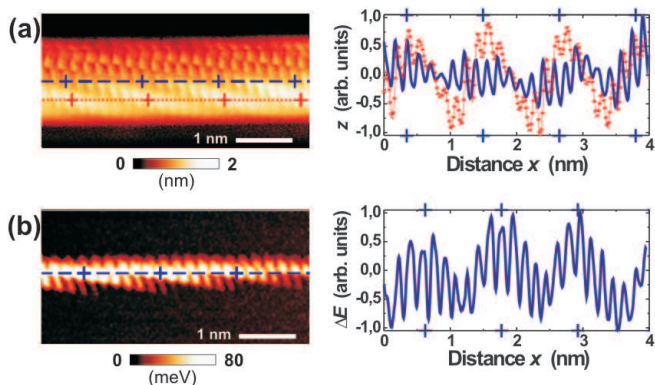 (a)
1 nm
0 2
(nm)
z (arb. units)
1,0
0,5
0,0
-0,5
-1,0
0 1 2 3 4
Distance x (nm)
(b)
1 nm
0 80
(meV)
ΔE (arb. units)
1,0
0,5
0,0
-0,5
-1,0
0 1 2 3 4
Distance x (nm)